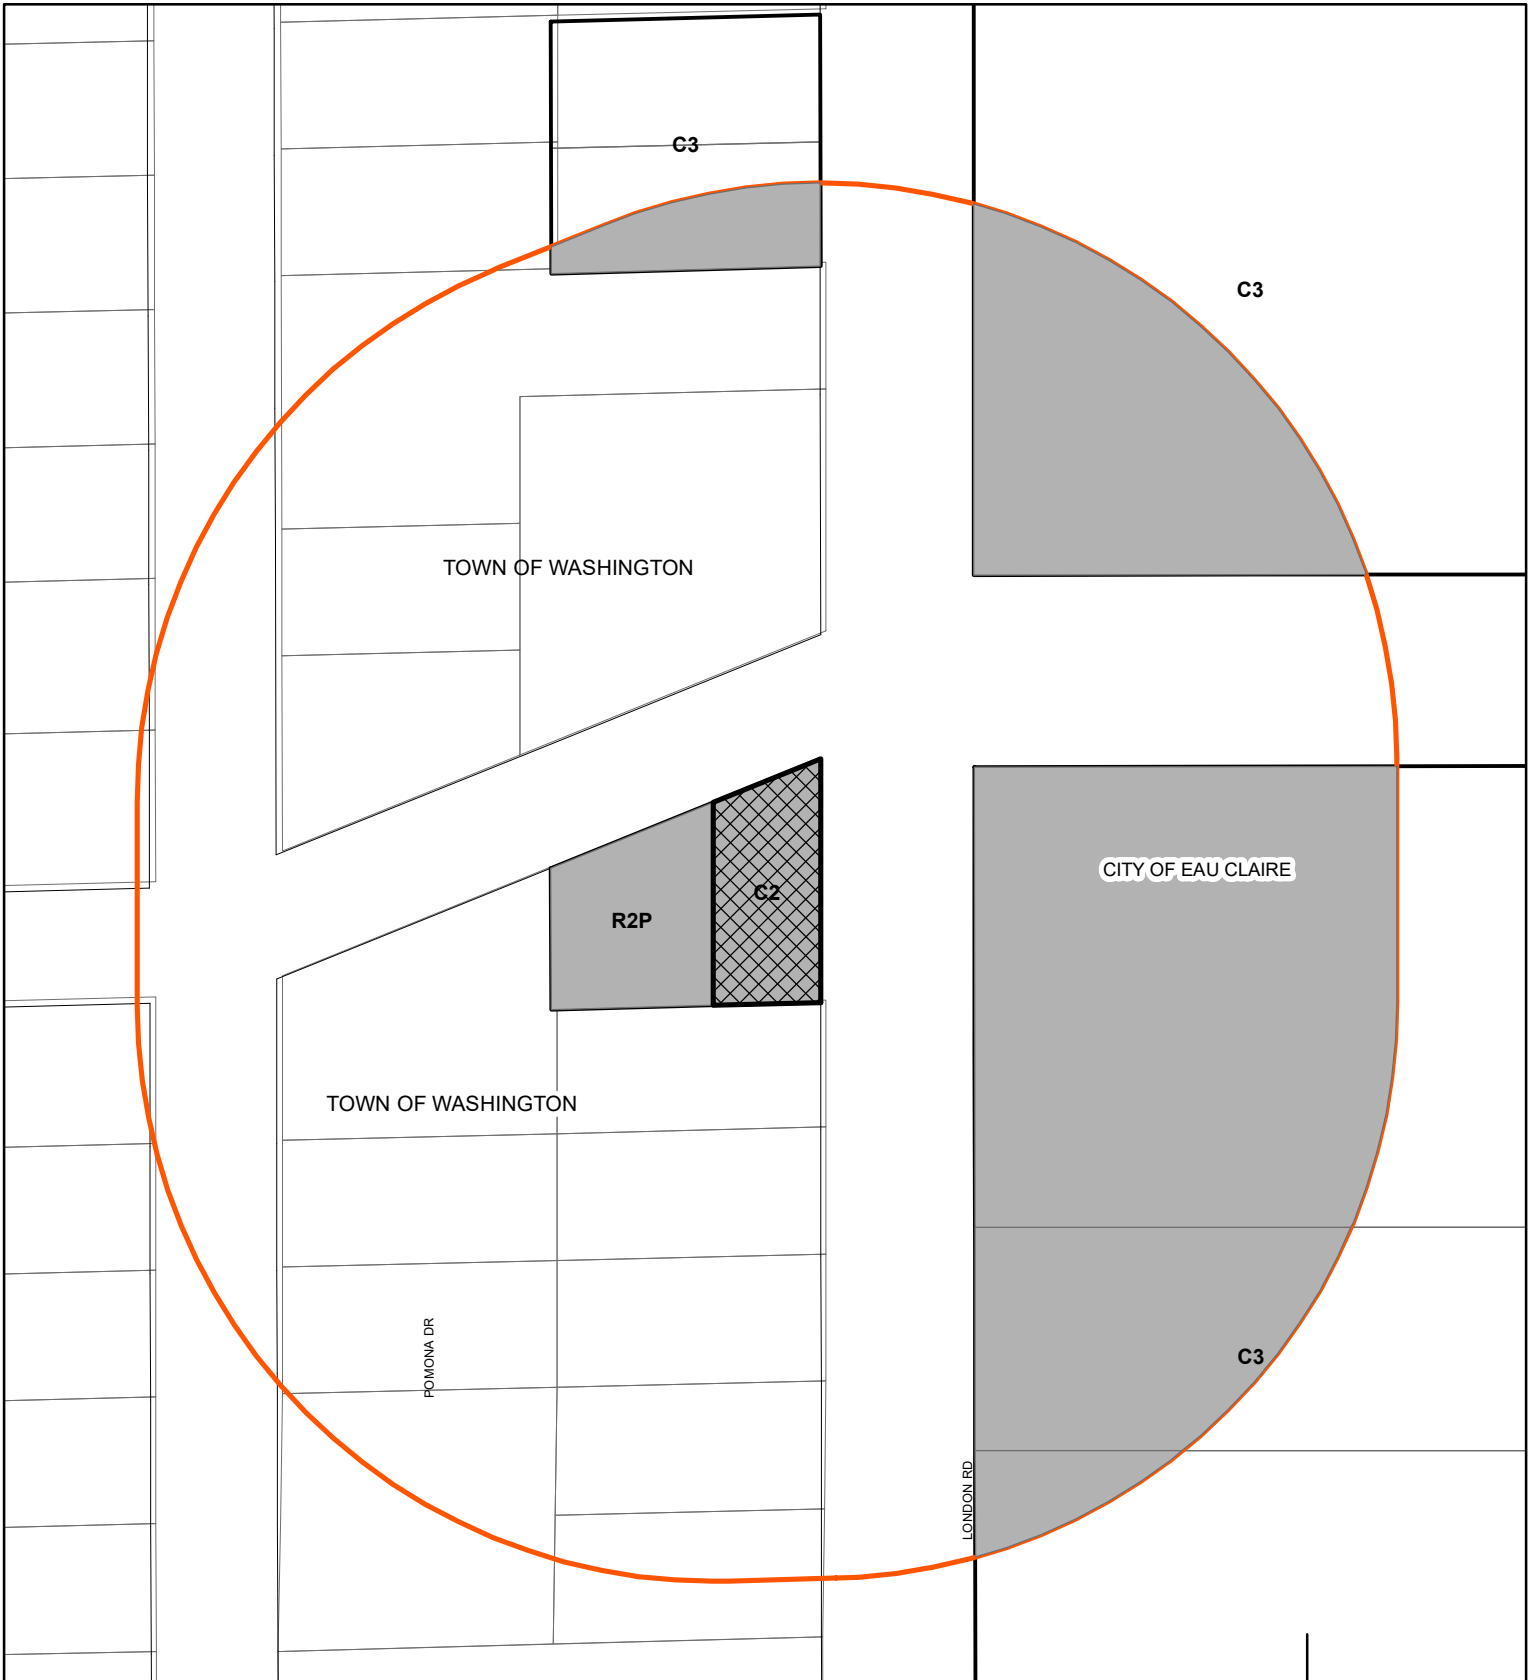 C3
C3
TOWN OF WASHINGTON
CITY OF EAU CLAIRE
C2
R2P
TOWN OF WASHINGTON
POMONA DR
C3
LONDON RD